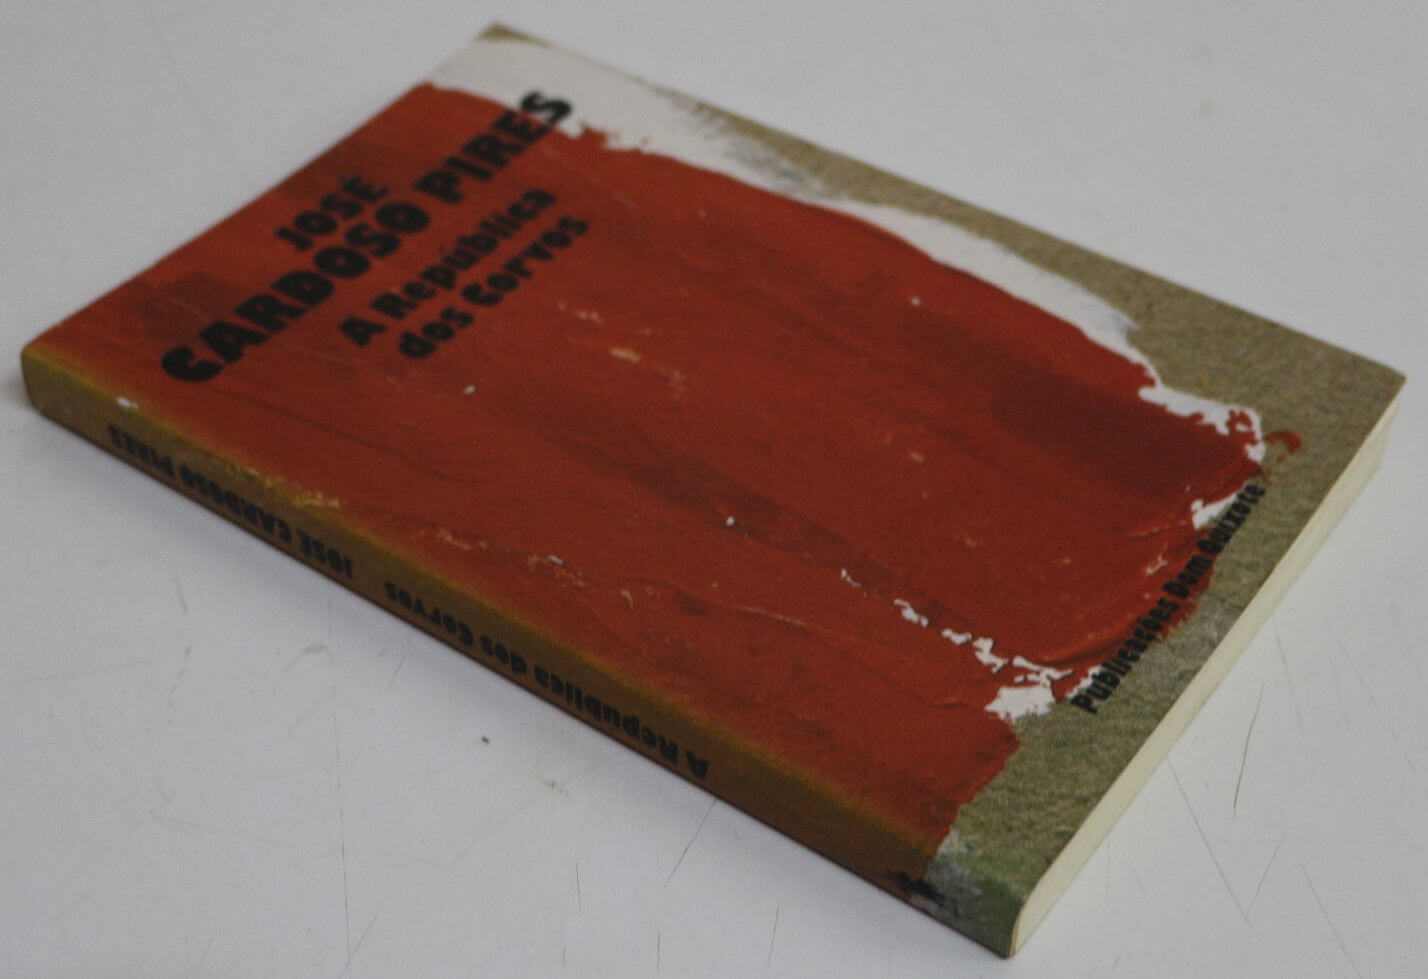 JOSÉ
CARDOSO PIRES
A República
dos Corvos
Publicações Dom Quixote
A República dos Corvos JOSÉ CARDOSO PIRES